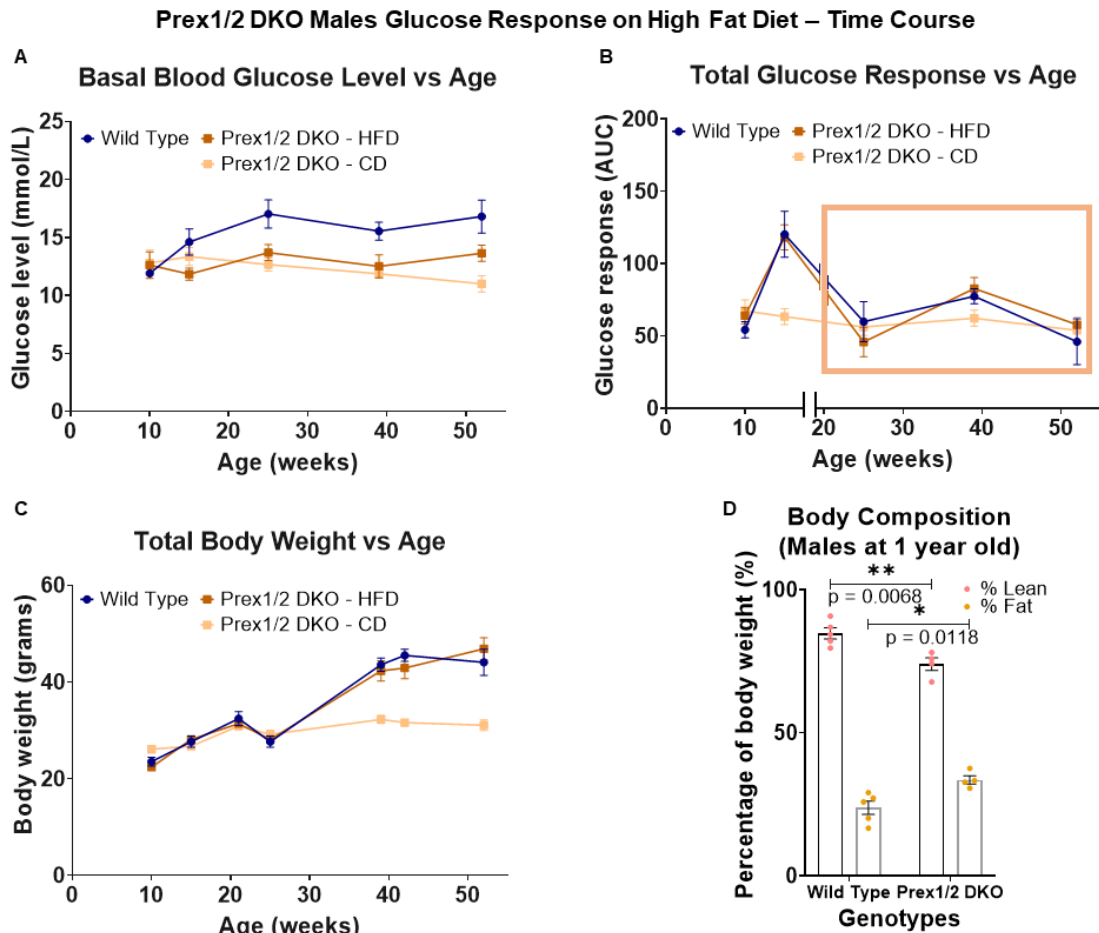 Prex1/2 DKO Males Glucose Response on High Fat Diet – Time Course
A
Basal Blood Glucose Level vs Age
Wild Type
Prex1/2 DKO - HFD
Prex1/2 DKO - CD
Glucose level (mmol/L)
25
20
15
10
5
0
0 10 20 30 40 50
Age (weeks)
B
Total Glucose Response vs Age
Wild Type
Prex1/2 DKO - HFD
Prex1/2 DKO - CD
Glucose response (AUC)
200
150
100
50
0
0 10 20 30 40 50
Age (weeks)
C
Total Body Weight vs Age
Wild Type
Prex1/2 DKO - HFD
Prex1/2 DKO - CD
Body weight (grams)
60
40
20
0
0 10 20 30 40 50
Age (weeks)
D
Body Composition
(Males at 1 year old)
% Lean
% Fat
**
p = 0.0068
*
p = 0.0118
Percentage of body weight (%)
100
50
0
Wild Type Prex1/2 DKO
Genotypes